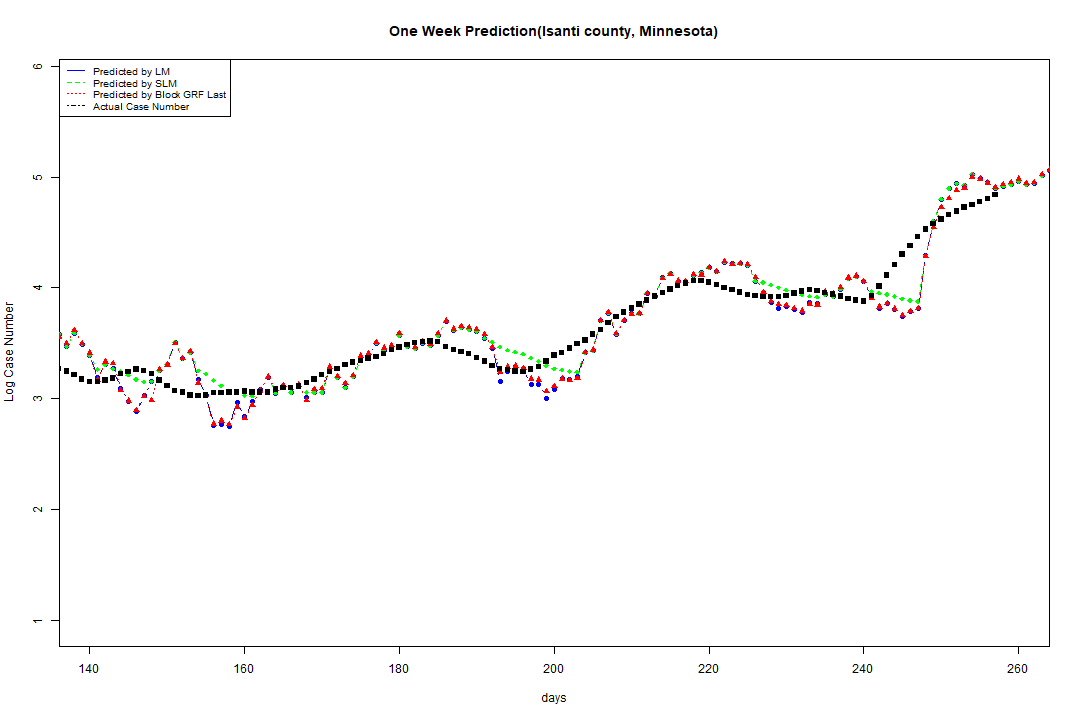 One Week Prediction(Isanti county, Minnesota)
Predicted by LM
Predicted by SLM
Predicted by Block GRF Last
Actual Case Number
6
5
4
3
2
1
Log Case Number
140 160 180 200 220 240 260
days